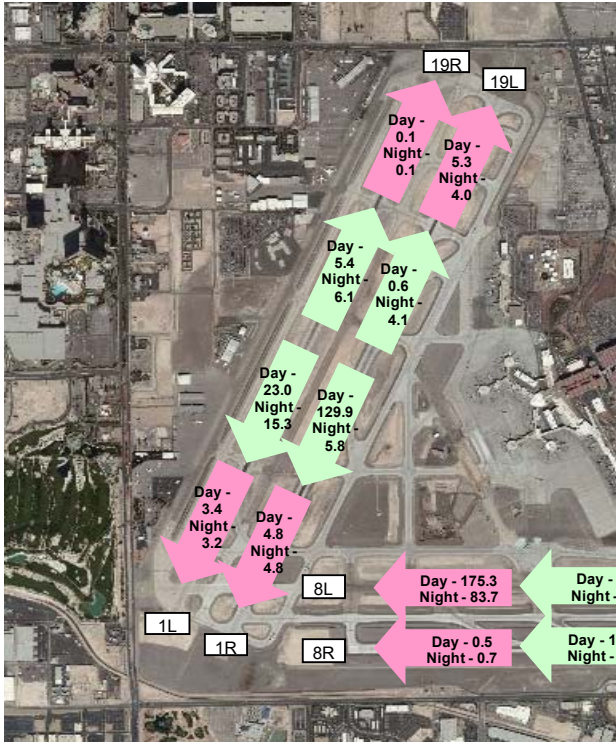 19R
19L
Day -
0.1
Night -
0.1
Day -
5.3
Night -
4.0
Day -
5.4
Night -
6.1
Day -
0.6
Night -
4.1
Day -
23.0
Night -
15.3
Day -
129.9
Night -
5.8
Day -
3.4
Night -
3.2
Day -
4.8
Night -
4.8
8L
Day - 175.3
Night - 83.7
Day -
Night -
1L
1R
8R
Day - 0.5
Night - 0.7
Day - 1
Night -